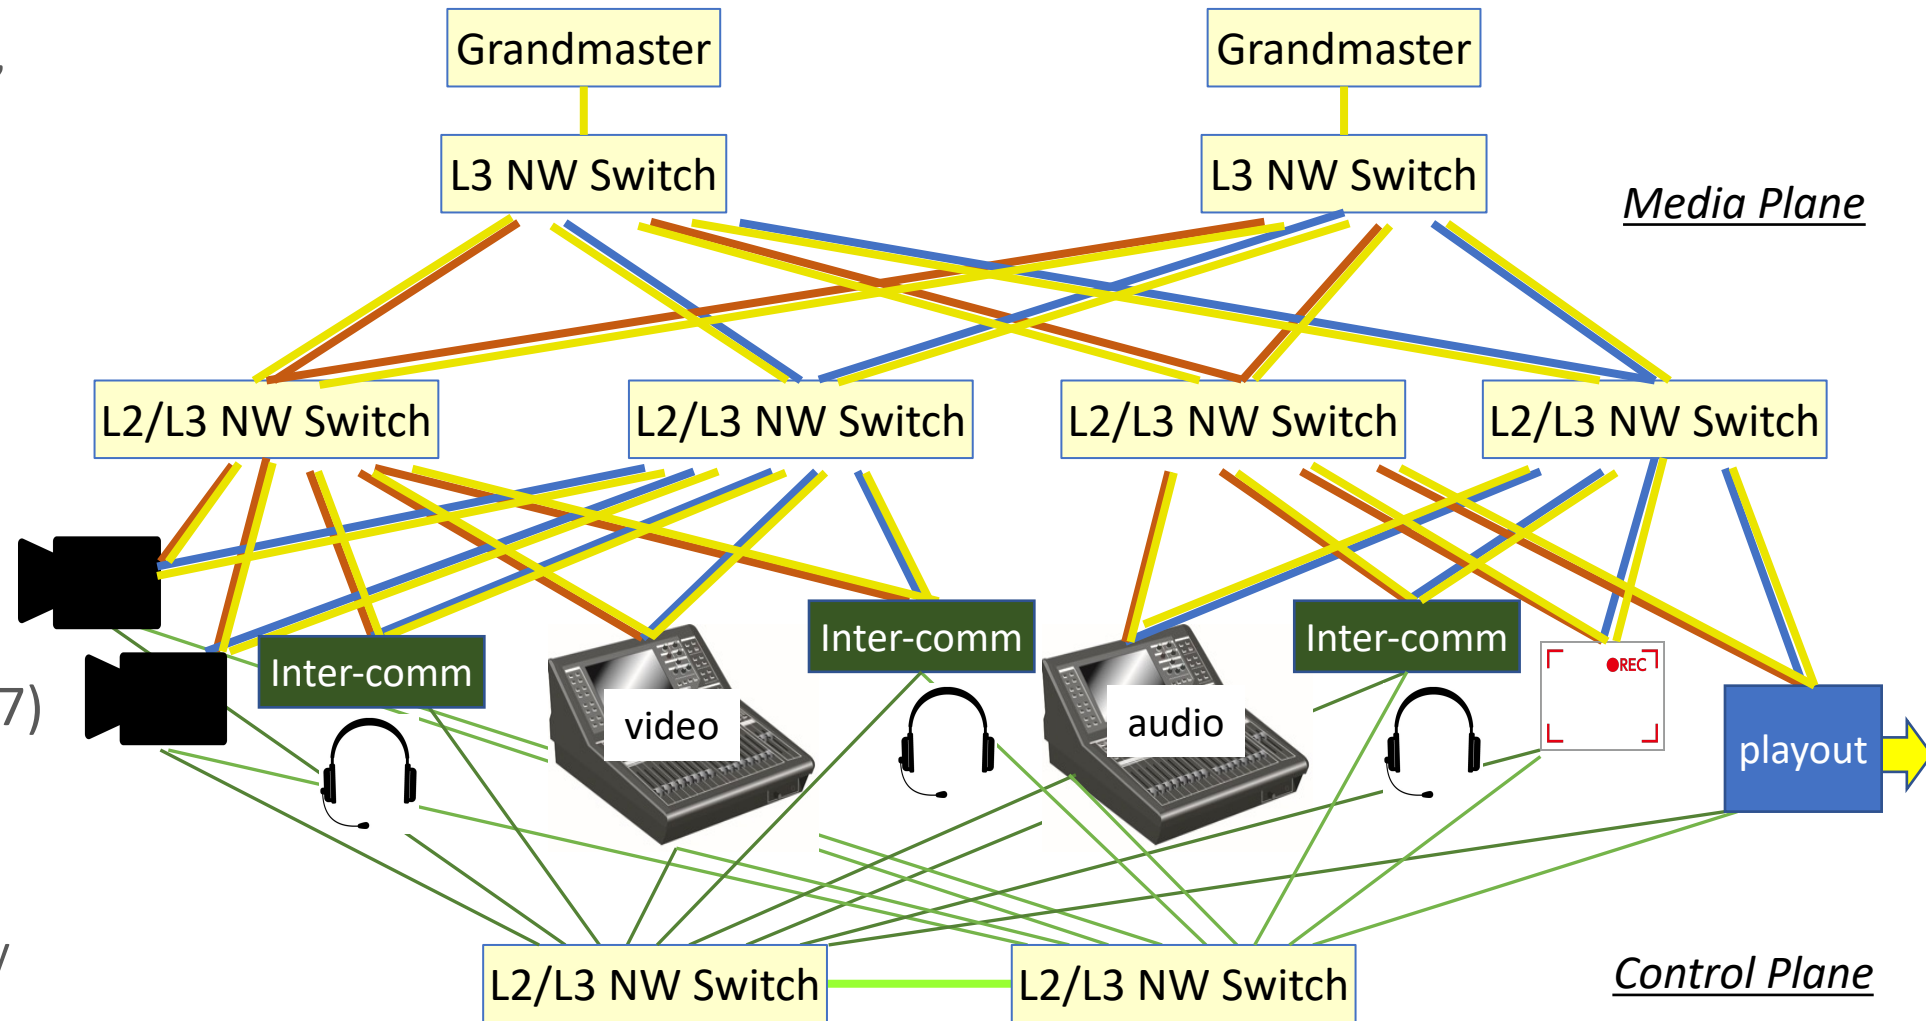 ,
Grandmaster
Grandmaster
L3 NW Switch
L3 NW Switch
Media Plane
L2/L3 NW Switch
L2/L3 NW Switch
L2/L3 NW Switch
L2/L3 NW Switch
Inter-comm
Inter-comm
Inter-comm
REC
7)
video
audio
playout
L2/L3 NW Switch
L2/L3 NW Switch
Control Plane